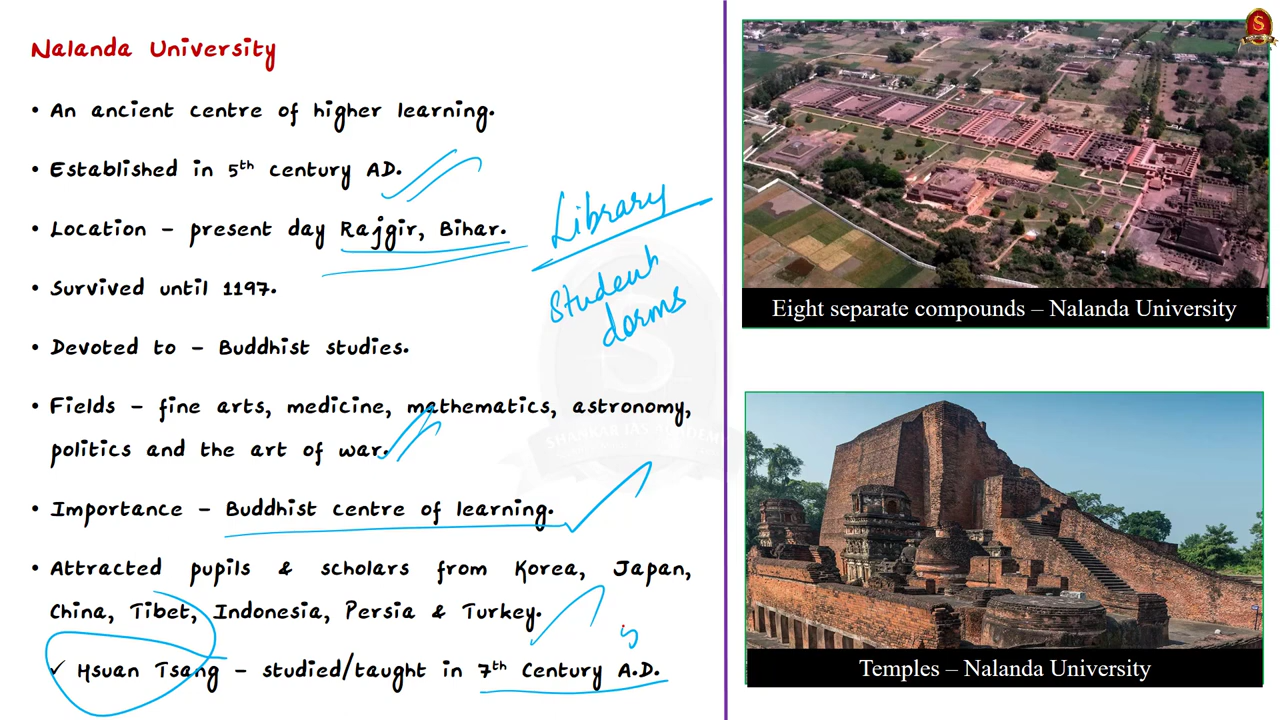 Nalanda University
• An ancient centre of higher learning.
• Established in 5th century AD.
• Location – present day Rajgir, Bihar.
• Survived until 1197.
• Devoted to – Buddhist studies.
• Fields – fine arts, medicine, mathematics, astronomy,
politics and the art of war.
• Importance – Buddhist centre of learning.
• Attracted pupils & scholars from Korea, Japan,
China, Tibet, Indonesia, Persia & Turkey.
✓ Hsuan Tsang – studied/taught in 7th Century A.D.
Library
Student
dorms
SHANKAR IAS ACADEMY
Eight separate compounds – Nalanda University
Temples – Nalanda University